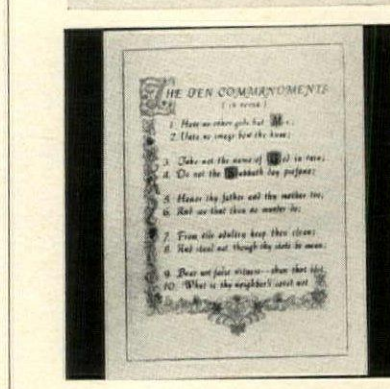 THE TEN COMMANDMENTS
1. Have no other gods but Me;
2. Unto no image bow the knee;
3. Take not the name of God in vain;
4. Do not the Sabbath day profane;
5. Honor thy father and thy mother too;
6. And see that thou no murder do;
7. From vile adultry keep thou clean;
8. And steal not though thy state be mean;
9. Bear not false witness—shun that
10. What is thy neighbor's covet not